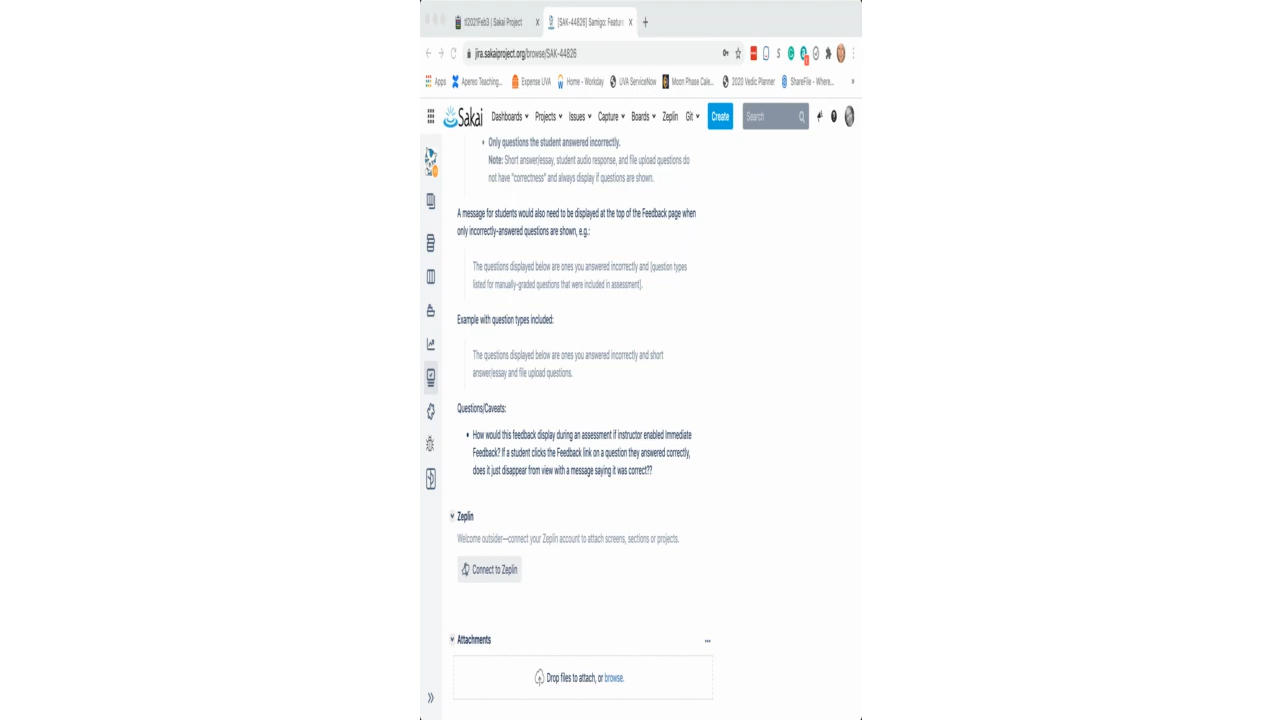 tl2021Feb3 | Sakai Project
[SAK-44826] Samigo: Featur
jira.sakaiproject.org/browse/SAK-44826
Apps
Apereo Teaching...
Expense UVA
Home - Workday
UVA ServiceNow
Moon Phase Cale...
2020 Vedic Planner
ShareFile - Where...
Sakai
Dashboards
Projects
Issues
Capture
Boards
Zeplin
Git
Create
Search
Only questions the student answered incorrectly.
Note: Short answer/essay, student audio response, and file upload questions do
not have "correctness" and always display if questions are shown.
A message for students would also need to be displayed at the top of the Feedback page when
only incorrectly-answered questions are shown, e.g.:
The questions displayed below are ones you answered incorrectly and [question types
listed for manually-graded questions that were included in assessment].
Example with question types included:
The questions displayed below are ones you answered incorrectly and short
answer/essay and file upload questions.
Questions/Caveats:
• How would this feedback display during an assessment if instructor enabled Immediate
Feedback? If a student clicks the Feedback link on a question they answered correctly,
does it just disappear from view with a message saying it was correct??
Zeplin
Welcome outsider—connect your Zeplin account to attach screens, sections or projects.
Connect to Zeplin
Attachments
Drop files to attach, or browse.